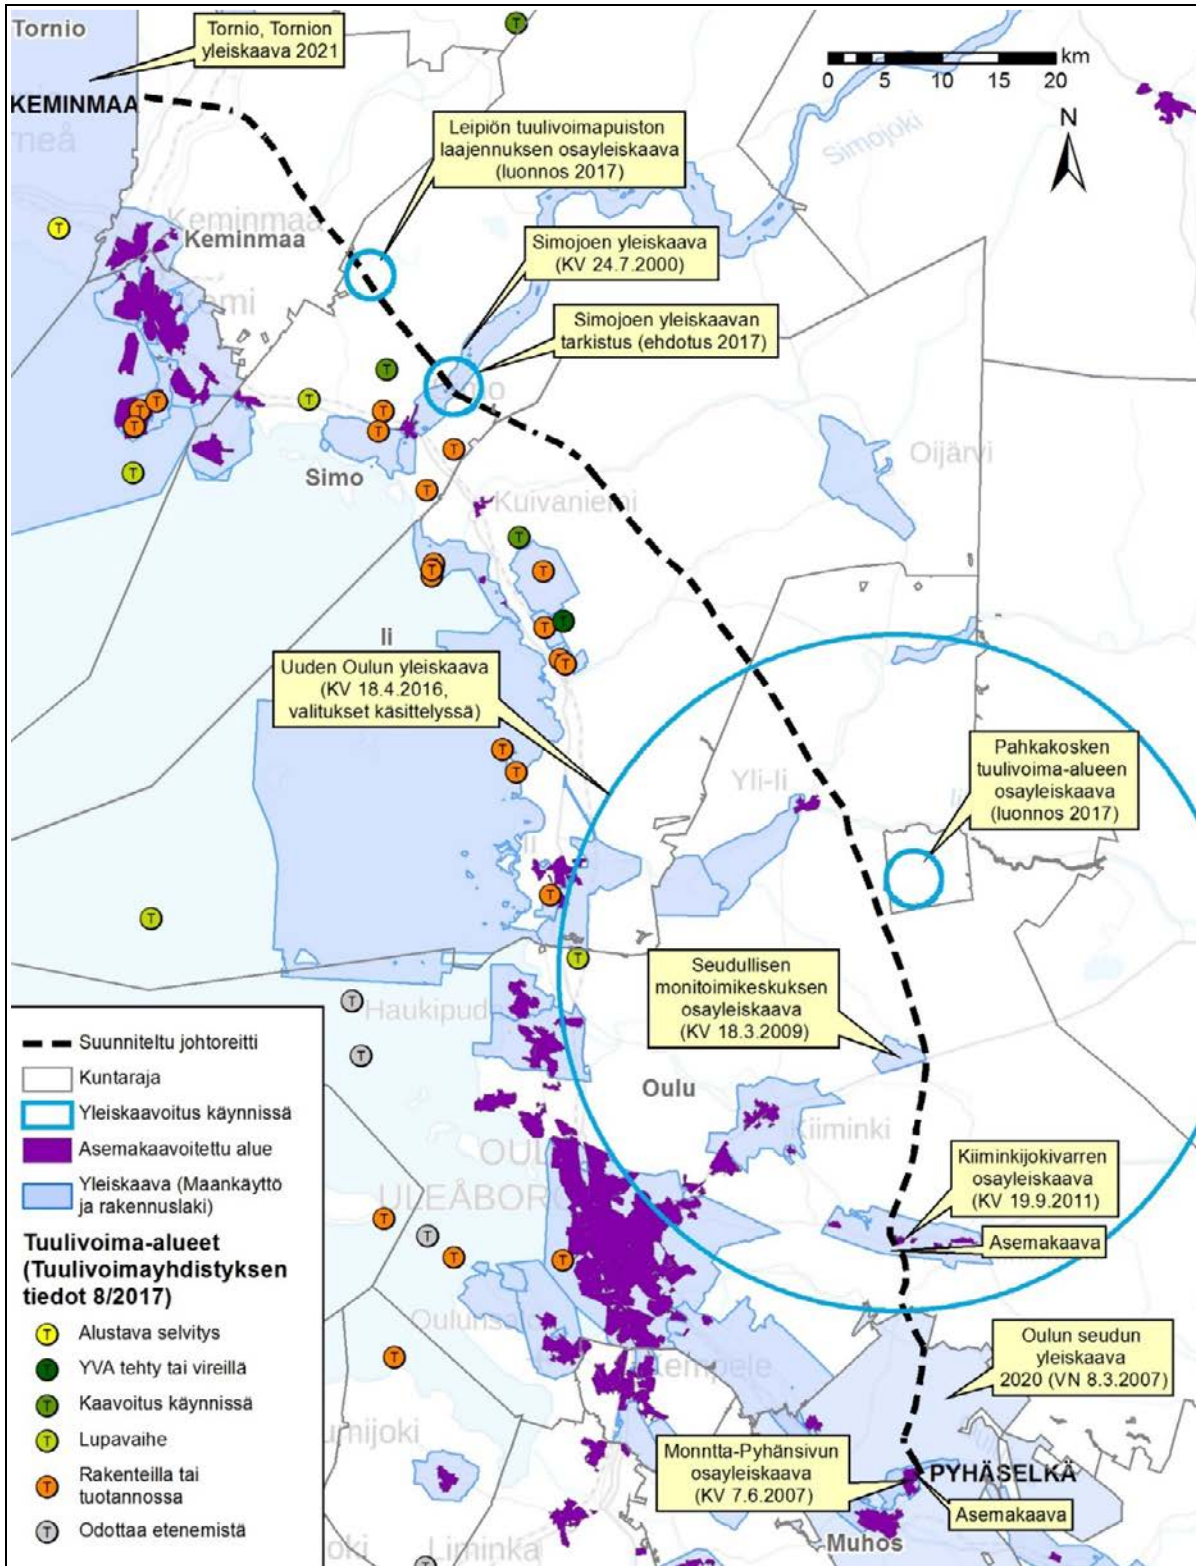 Tornio
Tornio, Tornion
yleiskaava 2021
km
0 5 10 15 20
N
KEMINMAA
Leipiön tuulivoimapuiston
laajennuksen osayleiskaava
(luonnos 2017)
Simojoki
Keminmaa
Keminmaa
Simojoen yleiskaava
(KV 24.7.2000)
Simojoen yleiskaavan
tarkistus (ehdotus 2017)
Oijärvi
Simo
Kuivaniemi
Ii
Uuden Oulun yleiskaava
(KV 18.4.2016,
valitukset käsittelyssä)
Yli-Ii
Pahkakosken
tuulivoima-alueen
osayleiskaava
(luonnos 2017)
Seudullisen
monitoimikeskuksen
osayleiskaava
(KV 18.3.2009)
Oulu
Kiiminki
Kiiminkijokivarren
osayleiskaava
(KV 19.9.2011)
Asemakaava
Oulun seudun
yleiskaava
2020 (VN 8.3.2007)
Monntta-Pyhänsivun
osayleiskaava
(KV 7.6.2007)
PYHÄSELKÄ
Asemakaava
Muhos
Liminka
Suunniteltu johtoreitti
Kuntaraja
Yleiskaavoitus käynnissä
Asemakaavoitettu alue
Yleiskaava (Maankäyttö
ja rakennuslaki)
Tuulivoima-alueet
(Tuulivoimayhdistyksen
tiedot 8/2017)
T Alustava selvitys
T YVA tehty tai vireillä
T Kaavoitus käynnissä
T Lupavaihe
T Rakenteilla tai
tuotannossa
T Odottaa etenemistä